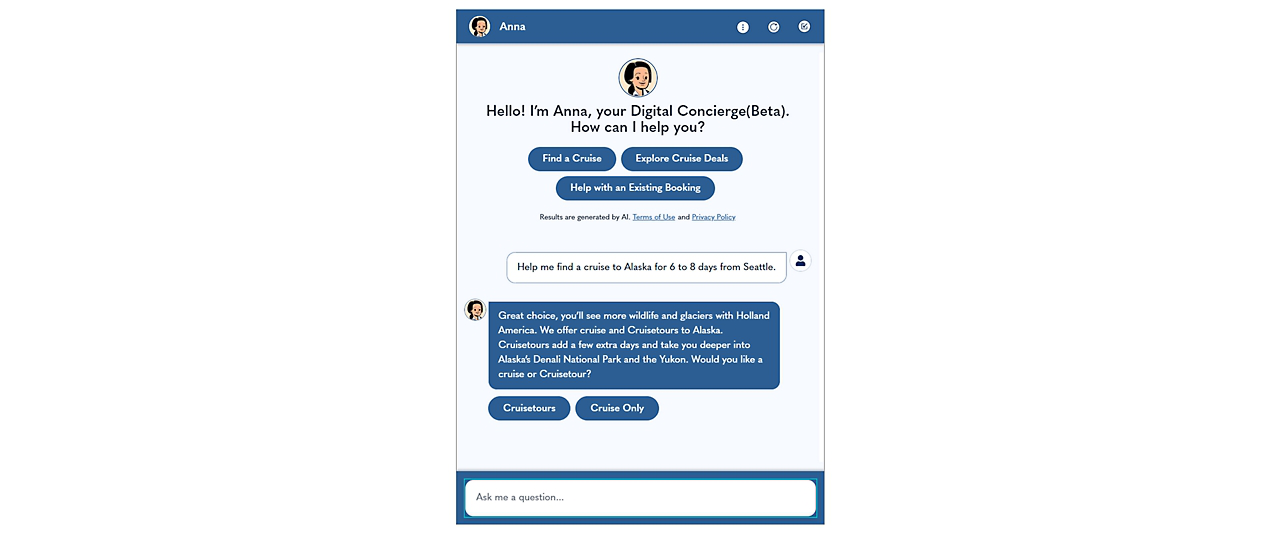 Anna
Hello! I'm Anna, your Digital Concierge(Beta).
How can I help you?
Find a Cruise
Explore Cruise Deals
Help with an Existing Booking
Results are generated by AI. Terms of Use and Privacy Policy
Help me find a cruise to Alaska for 6 to 8 days from Seattle.
Great choice, you'll see more wildlife and glaciers with Holland
America. We offer cruise and Cruisetours to Alaska.
Cruisetours add a few extra days and take you deeper into
Alaska's Denali National Park and the Yukon. Would you like a
cruise or Cruisetour?
Cruisetours
Cruise Only
Ask me a question...